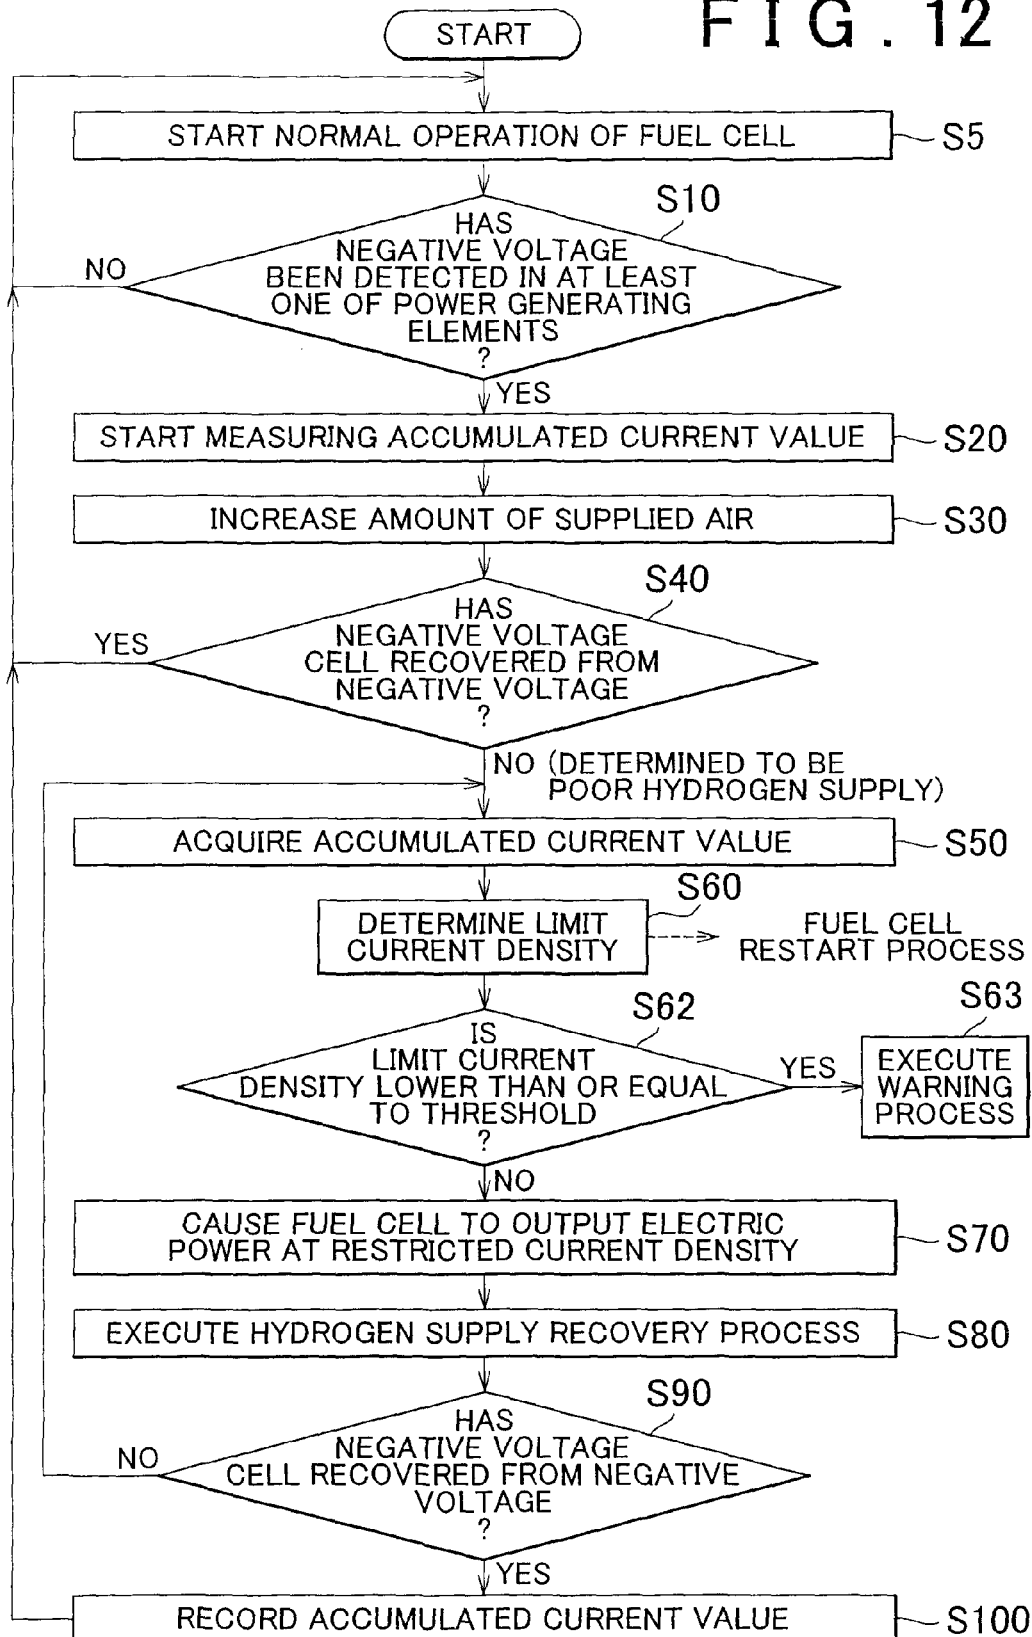 FIG. 12
START
START NORMAL OPERATION OF FUEL CELL
S5
S10
HAS
NEGATIVE VOLTAGE
BEEN DETECTED IN AT LEAST
ONE OF POWER GENERATING
ELEMENTS
?
NO
YES
START MEASURING ACCUMULATED CURRENT VALUE
S20
INCREASE AMOUNT OF SUPPLIED AIR
S30
S40
HAS
NEGATIVE VOLTAGE
CELL RECOVERED FROM
NEGATIVE VOLTAGE
?
YES
NO (DETERMINED TO BE
POOR HYDROGEN SUPPLY)
ACQUIRE ACCUMULATED CURRENT VALUE
S50
S60
DETERMINE LIMIT
CURRENT DENSITY
FUEL CELL
RESTART PROCESS
S62
IS
LIMIT CURRENT
DENSITY LOWER THAN OR EQUAL
TO THRESHOLD
?
YES
S63
EXECUTE
WARNING
PROCESS
NO
CAUSE FUEL CELL TO OUTPUT ELECTRIC
POWER AT RESTRICTED CURRENT DENSITY
S70
EXECUTE HYDROGEN SUPPLY RECOVERY PROCESS
S80
S90
HAS
NEGATIVE VOLTAGE
CELL RECOVERED FROM NEGATIVE
VOLTAGE
?
NO
YES
RECORD ACCUMULATED CURRENT VALUE
S100